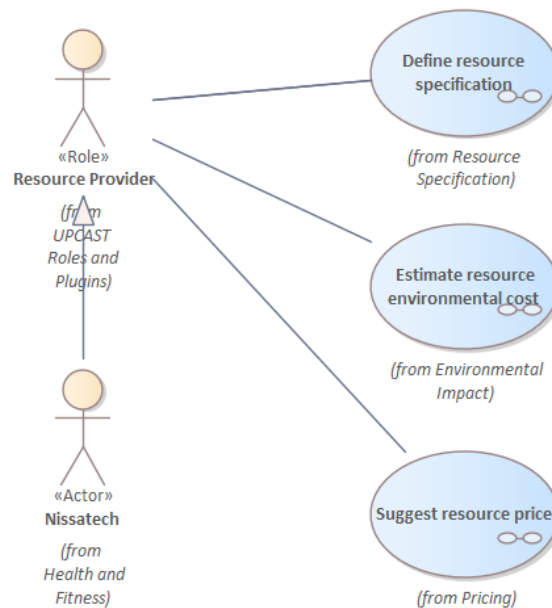 «Role»
Resource Provider
(from
UPCAST
Roles and
Plugins)
«Actor»
Nissatech
(from
Health and
Fitness)
Define resource
specification
(from Resource
Specification)
Estimate resource
environmental cost
(from Environmental
Impact)
Suggest resource price
(from Pricing)